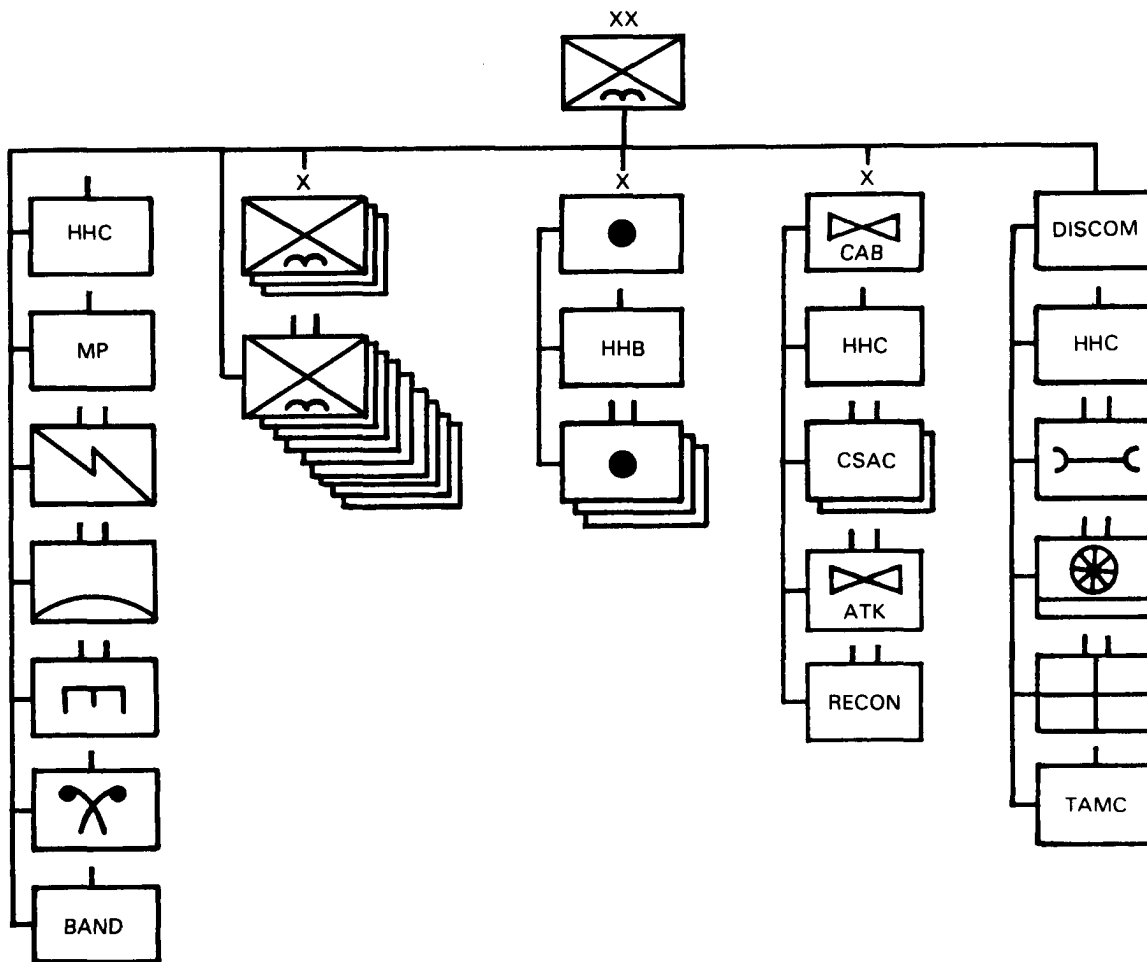 XX
HHC
MP
BAND
X
X
HHB
X
CAB
HHC
CSAC
ATK
RECON
DISCOM
HHC
TAMC